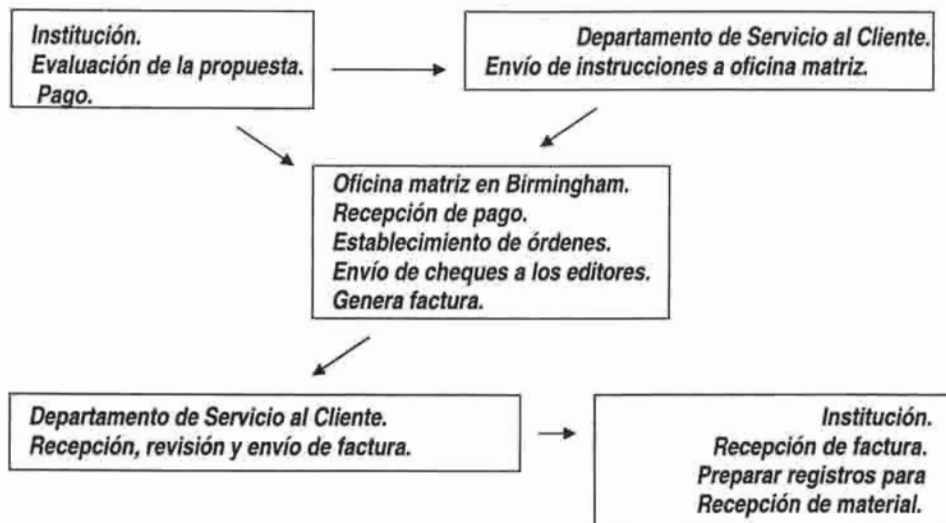 Institución.
Evaluación de la propuesta.
Pago.
Departamento de Servicio al Cliente.
Envío de instrucciones a oficina matriz.
Oficina matriz en Birmingham.
Recepción de pago.
Establecimiento de órdenes.
Envío de cheques a los editores.
Genera factura.
Departamento de Servicio al Cliente.
Recepción, revisión y envío de factura.
Institución.
Recepción de factura.
Preparar registros para
Recepción de material.